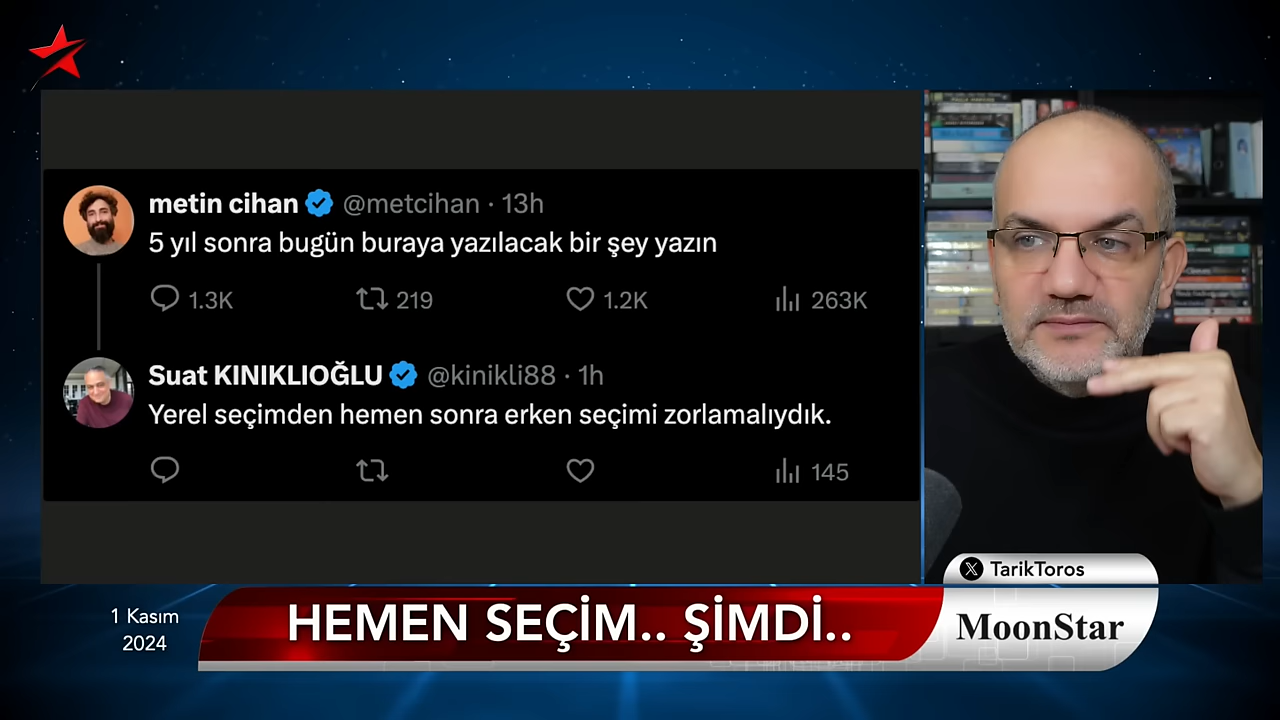 metin cihan @metcihan · 13h
5 yıl sonra bugün buraya yazılacak bir şey yazın
1.3K 219 1.2K 263K
Suat KINIKLIOĞLU @kinikli88 · 1h
Yerel seçimden hemen sonra erken seçimi zorlamalıydık.
145
X TarikToros
1 Kasım
2024
HEMEN SEÇİM.. ŞİMDİ..
MoonStar